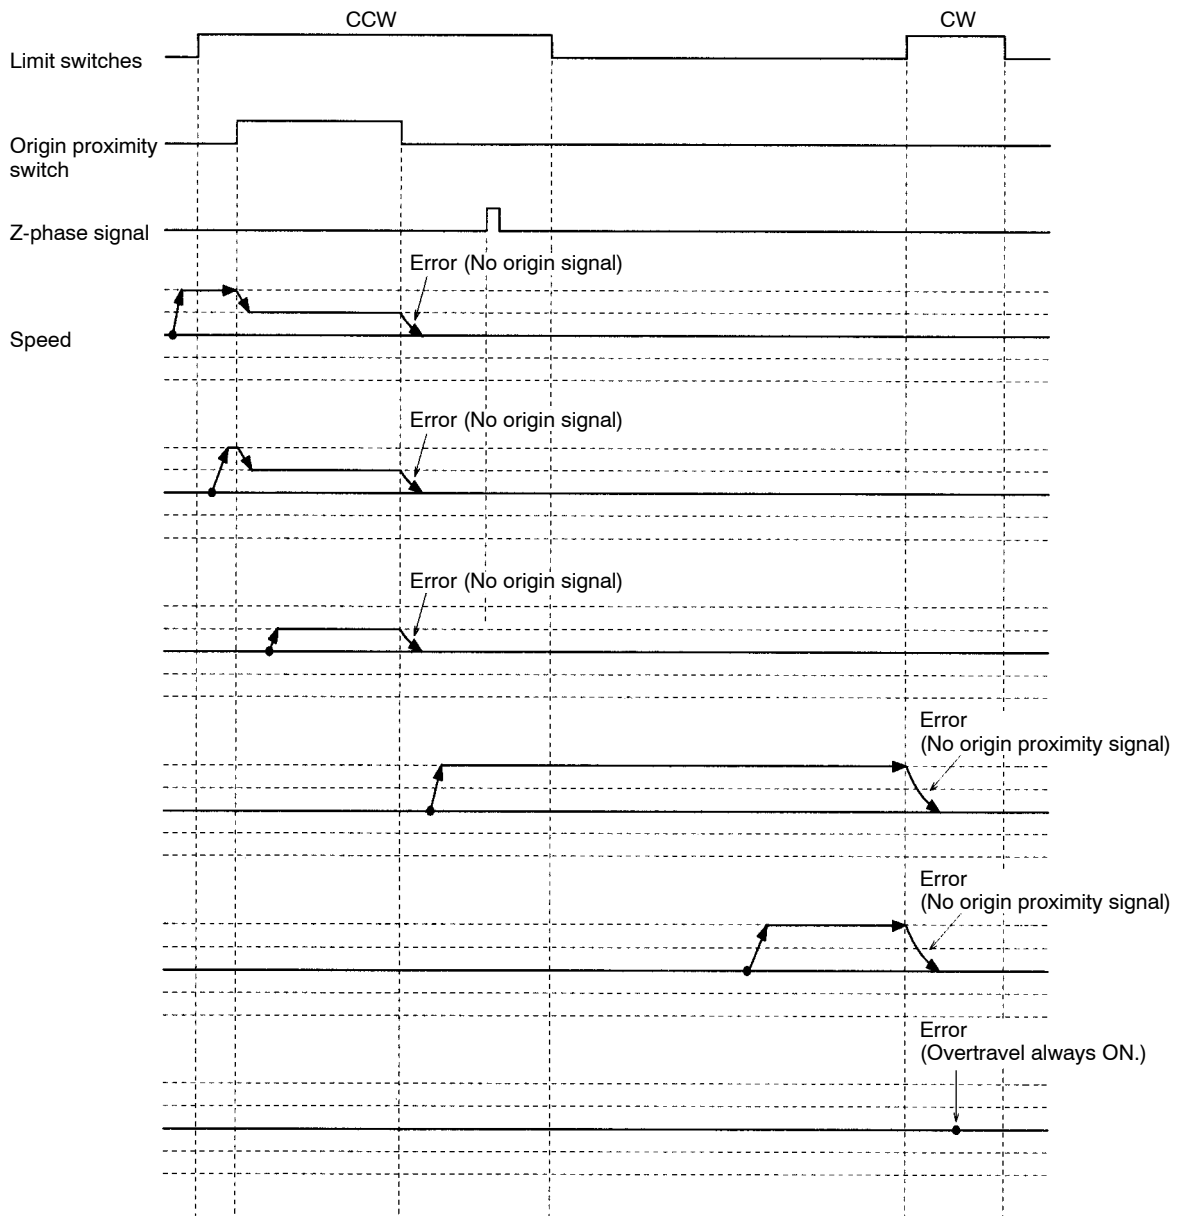 CCW
CW
Limit switches
Origin proximity
switch
Z-phase signal
Error (No origin signal)
Speed
Error (No origin signal)
Error (No origin signal)
Error
(No origin proximity signal)
Error
(No origin proximity signal)
Error
(Overtravel always ON.)